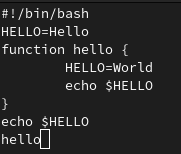 #!/bin/bash
HELLO=Hello
function hello {
        HELLO=World
        echo $HELLO
}
echo $HELLO
hello